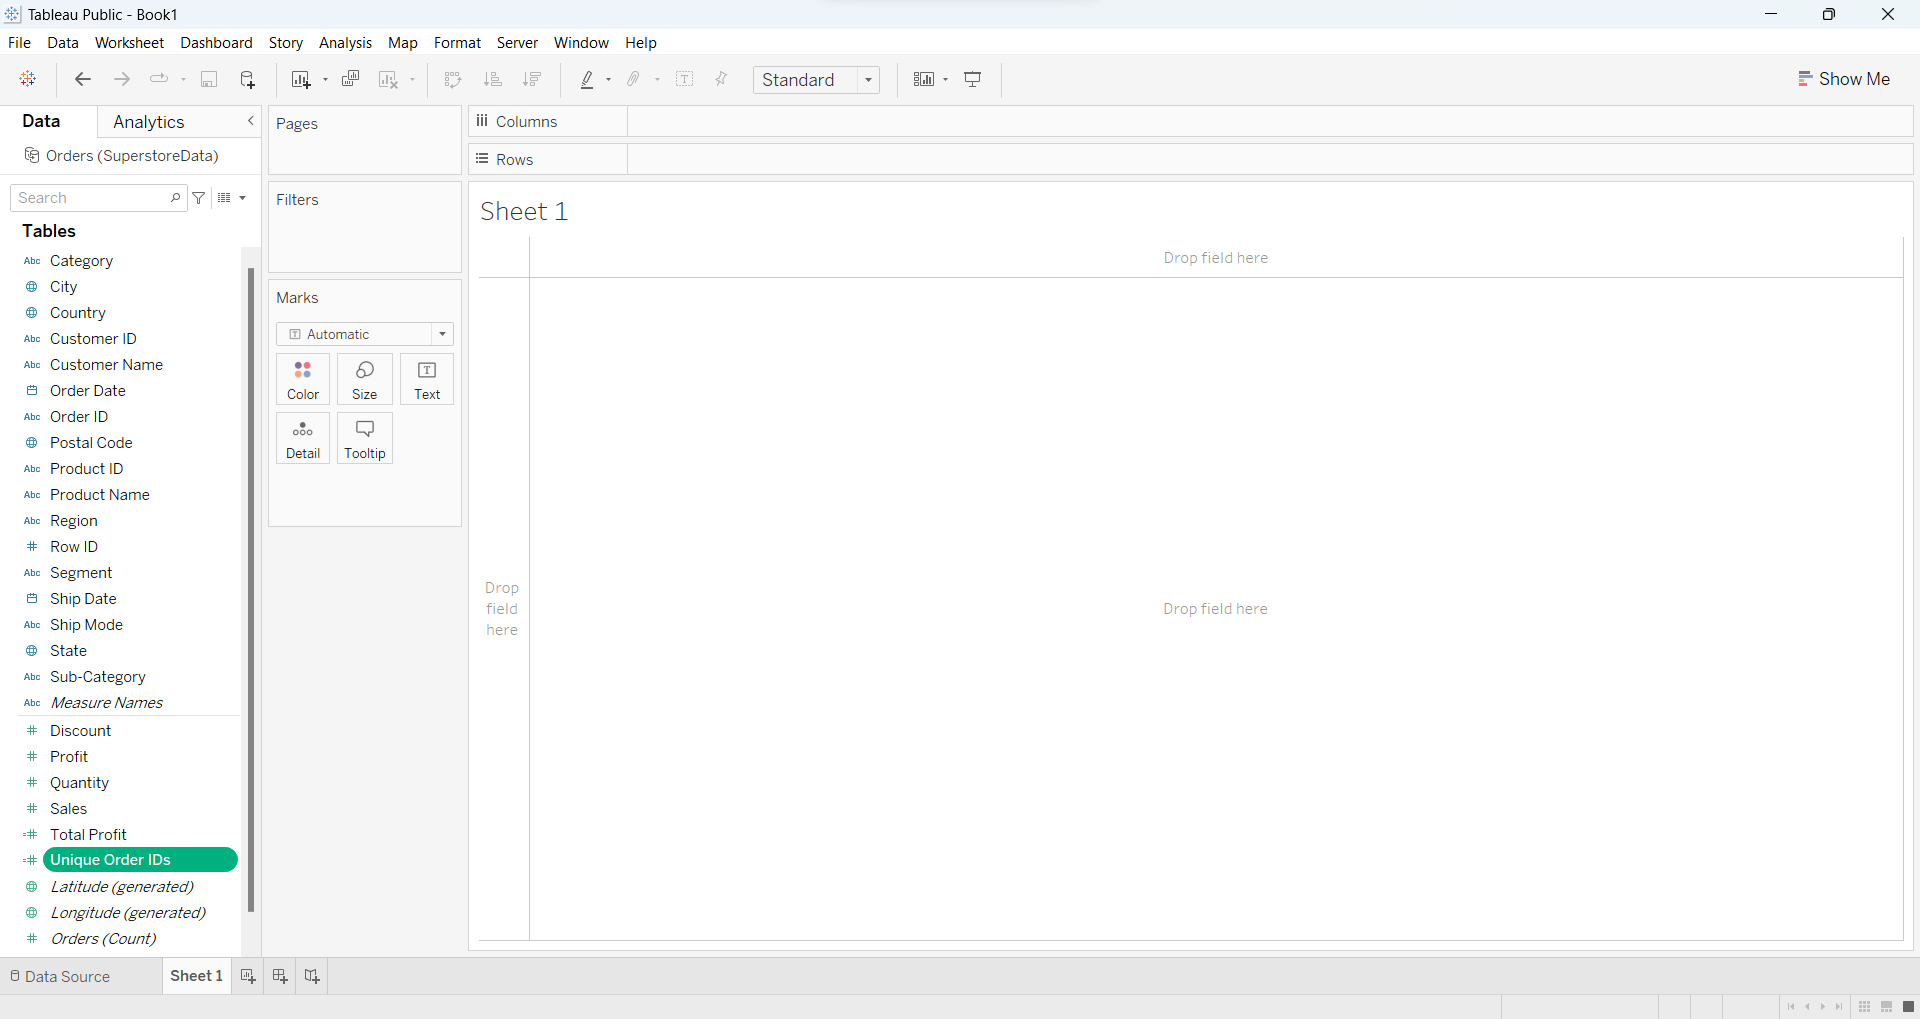 Tableau Public - Book1
File Data Worksheet Dashboard Story Analysis Map Format Server Window Help
Standard
Show Me
Data
Analytics
Orders (SuperstoreData)
Search
Tables
Abc Category
City
Country
Abc Customer ID
Abc Customer Name
Order Date
Abc Order ID
Postal Code
Abc Product ID
Abc Product Name
Abc Region
# Row ID
Abc Segment
Ship Date
Abc Ship Mode
State
Abc Sub-Category
Abc Measure Names
# Discount
# Profit
# Quantity
# Sales
=# Total Profit
=# Unique Order IDs
Latitude (generated)
Longitude (generated)
# Orders (Count)
Pages
Filters
Marks
T Automatic
Color
Size
T Text
Detail
Tooltip
Columns
Rows
Sheet 1
Drop field here
Drop
field
here
Drop field here
Data Source
Sheet 1